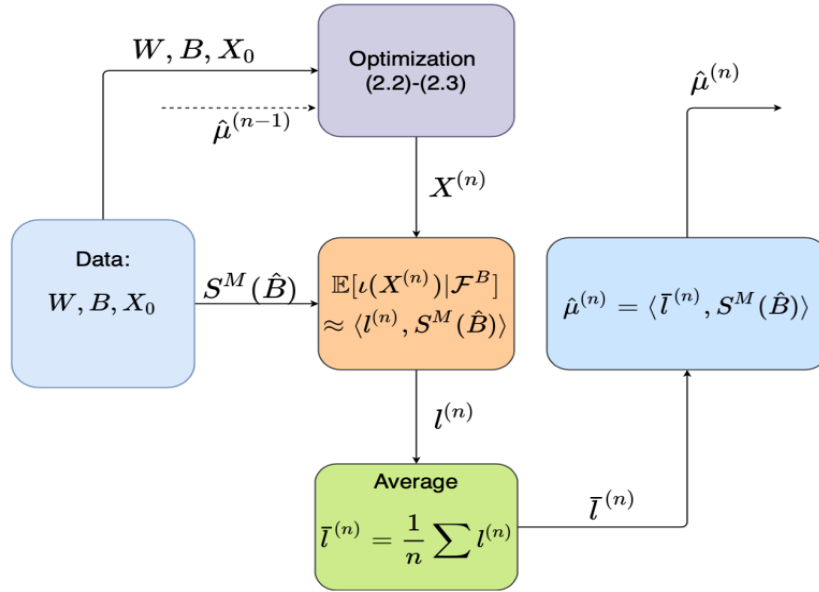 W, B, X_0
Optimization
(2.2)-(2.3)
\hat{\mu}^{(n-1)}
\hat{\mu}^{(n)}
X^{(n)}
Data:
W, B, X_0
S^M(\hat{B})
\mathbb{E}[\iota(X^{(n)})|\mathcal{F}^B]
\approx \langle l^{(n)}, S^M(\hat{B}) \rangle
\hat{\mu}^{(n)} = \langle \bar{l}^{(n)}, S^M(\hat{B}) \rangle
l^{(n)}
Average
\bar{l}^{(n)} = \frac{1}{n} \sum l^{(n)}
\bar{l}^{(n)}